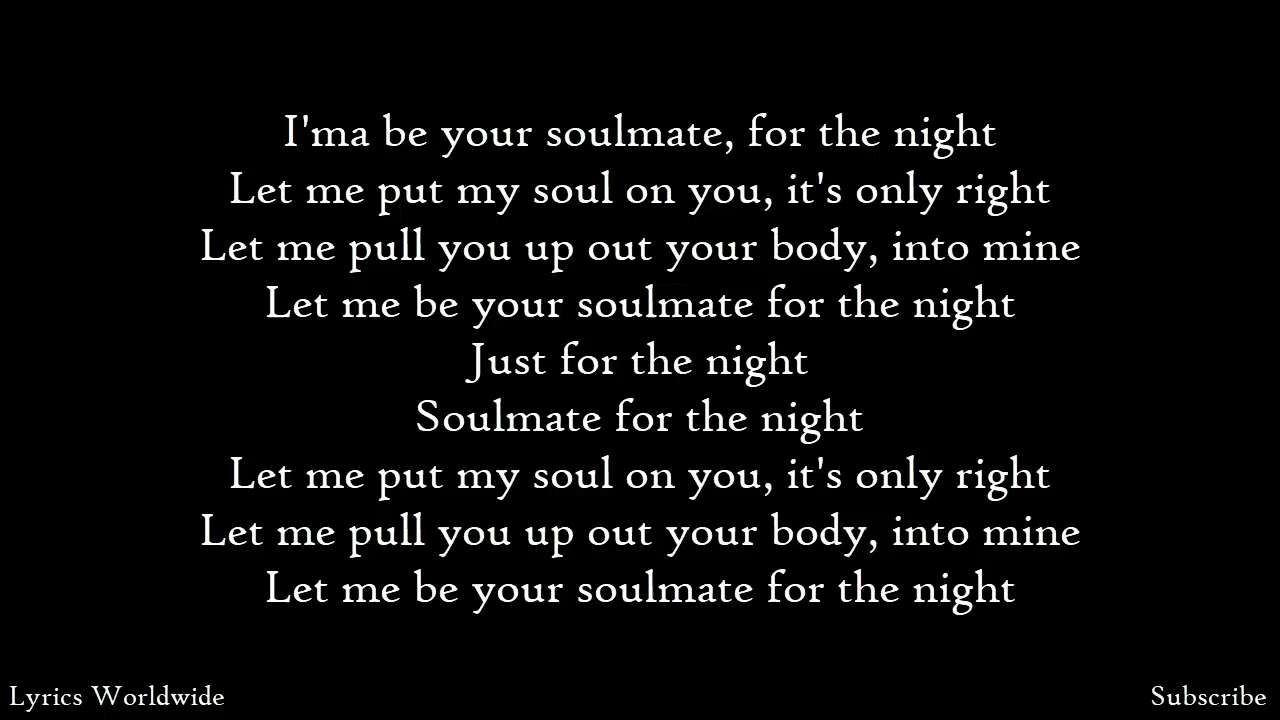 I'ma be your soulmate, for the night
Let me put my soul on you, it's only right
Let me pull you up out your body, into mine
Let me be your soulmate for the night
Just for the night
Soulmate for the night
Let me put my soul on you, it's only right
Let me pull you up out your body, into mine
Let me be your soulmate for the night
Lyrics Worldwide
Subscribe